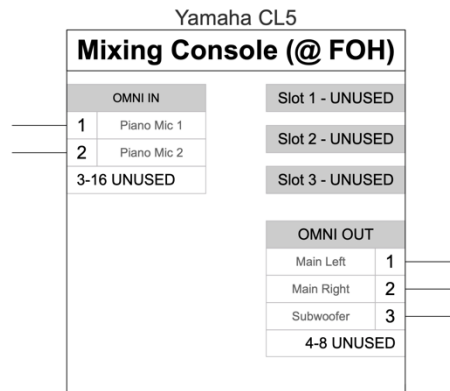 Yamaha CL5
Mixing Console (@ FOH)
OMNI IN
1 Piano Mic 1
2 Piano Mic 2
3-16 UNUSED
Slot 1 - UNUSED
Slot 2 - UNUSED
Slot 3 - UNUSED
OMNI OUT
Main Left 1
Main Right 2
Subwoofer 3
4-8 UNUSED